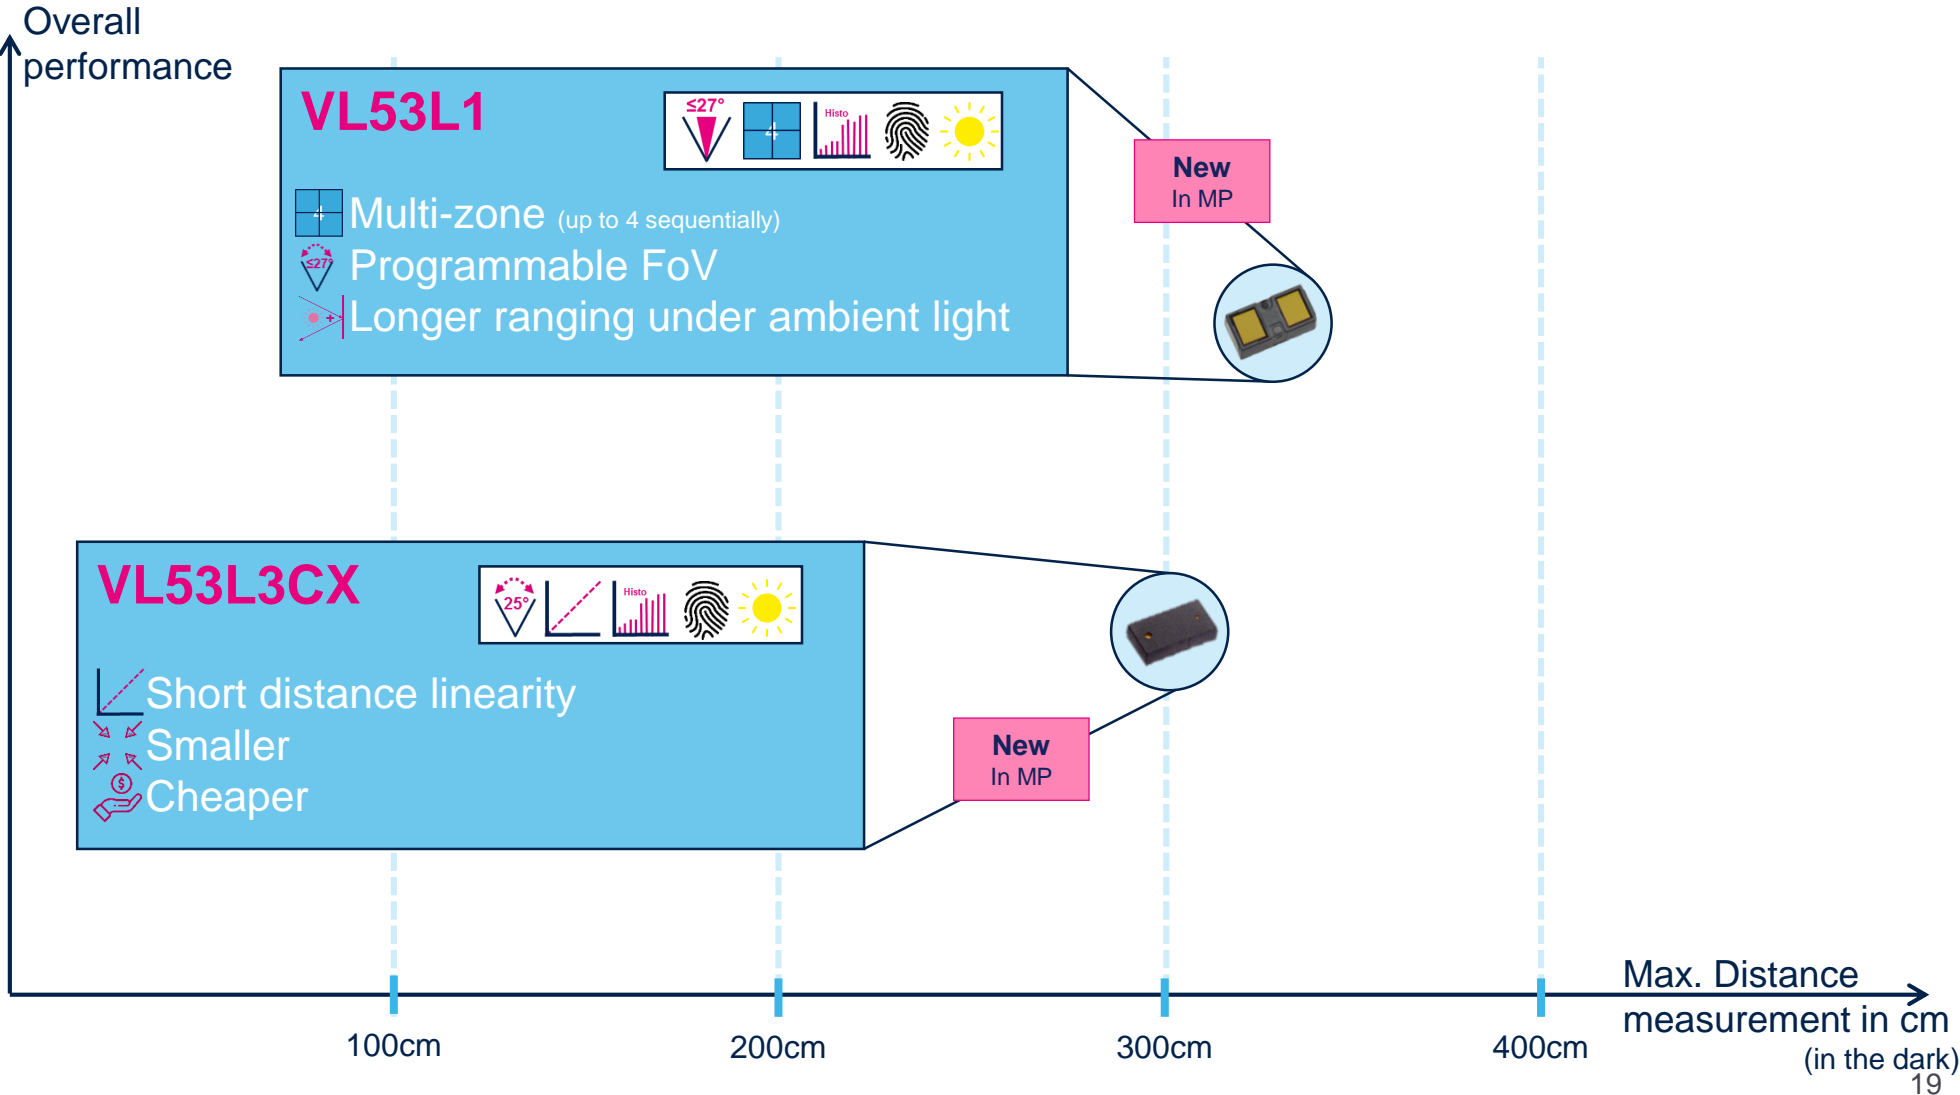 Overall
performance
VL53L1
≤27°
4
Histo
4
Multi-zone (up to 4 sequentially)
≤27°
Programmable FoV
+
Longer ranging under ambient light
New
In MP
VL53L3CX
25°
Histo
Short distance linearity
Smaller
$
Cheaper
New
In MP
Max. Distance
measurement in cm
(in the dark)
100cm
200cm
300cm
400cm
19